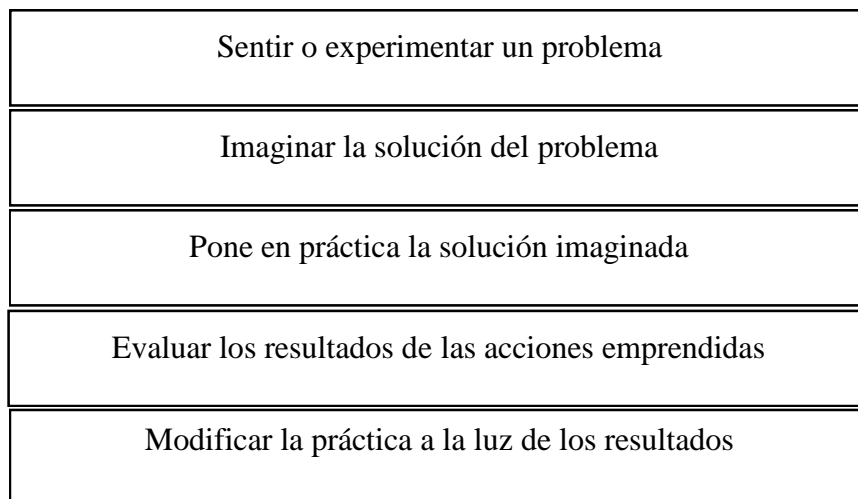 Sentir o experimentar un problema
Imaginar la solución del problema
Pone en práctica la solución imaginada
Evaluar los resultados de las acciones emprendidas
Modificar la práctica a la luz de los resultados